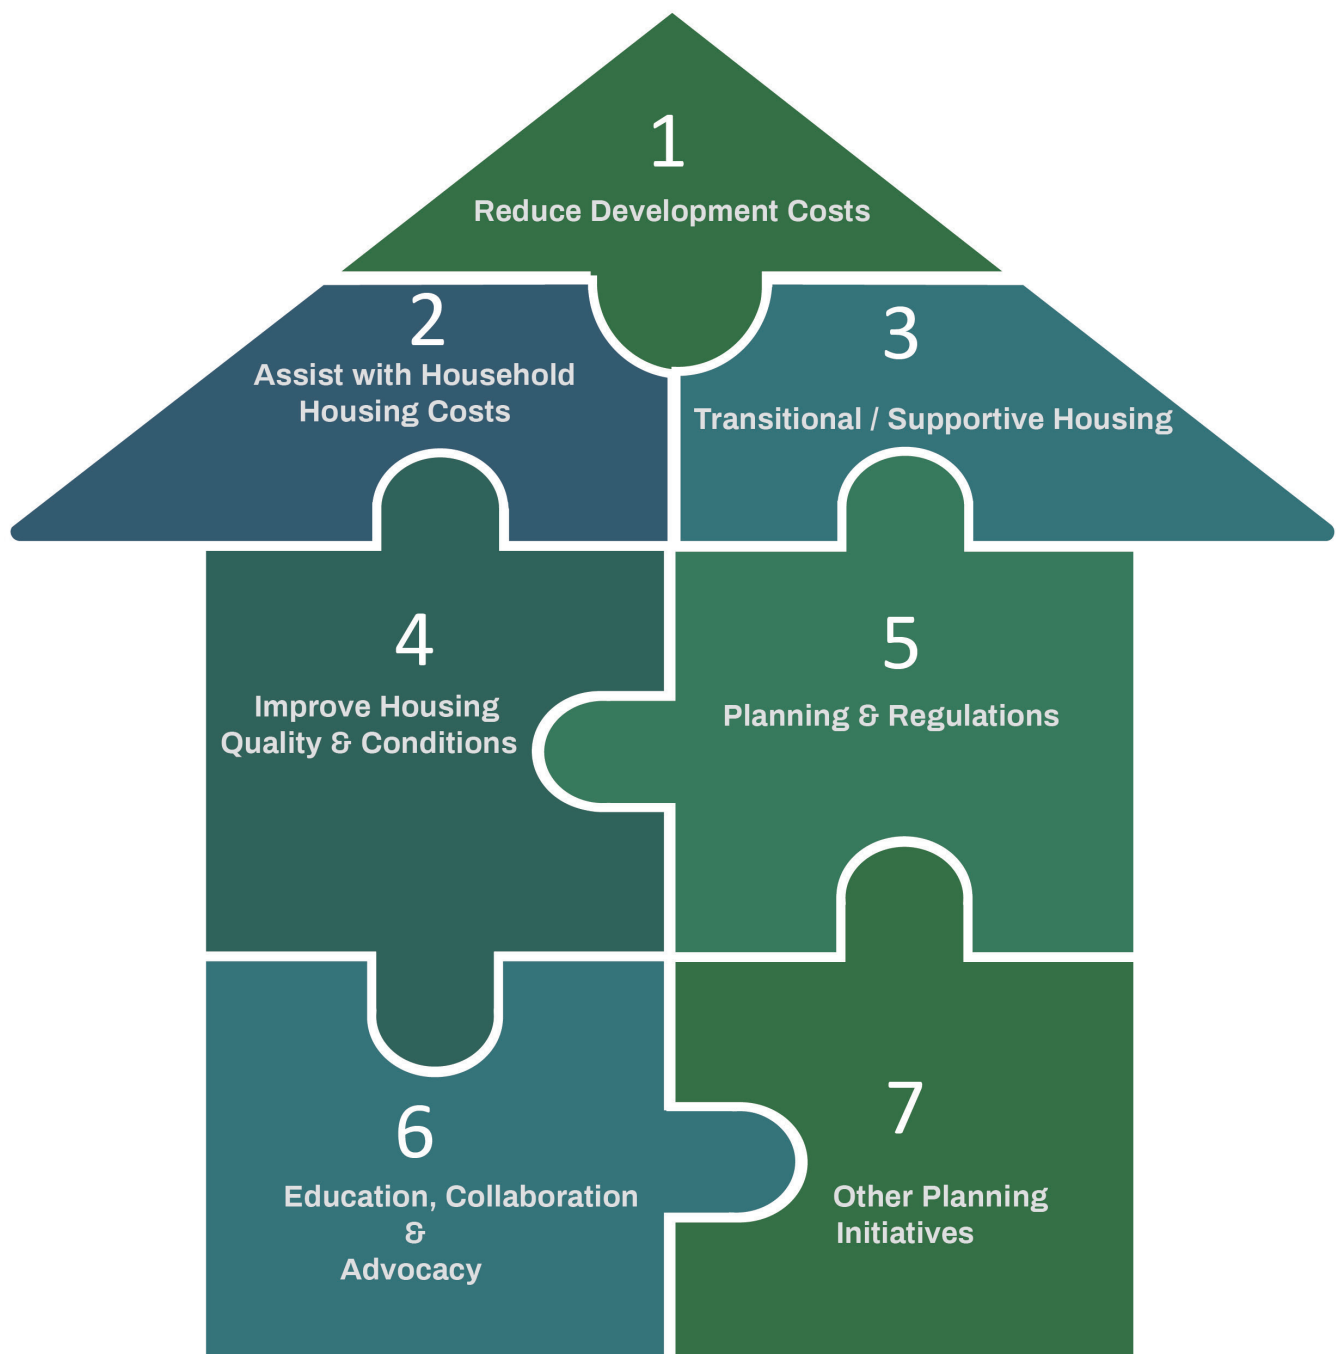 1
Reduce Development Costs
2
Assist with Household
Housing Costs
3
Transitional / Supportive Housing
4
Improve Housing
Quality & Conditions
5
Planning & Regulations
6
Education, Collaboration
&
Advocacy
7
Other Planning
Initiatives